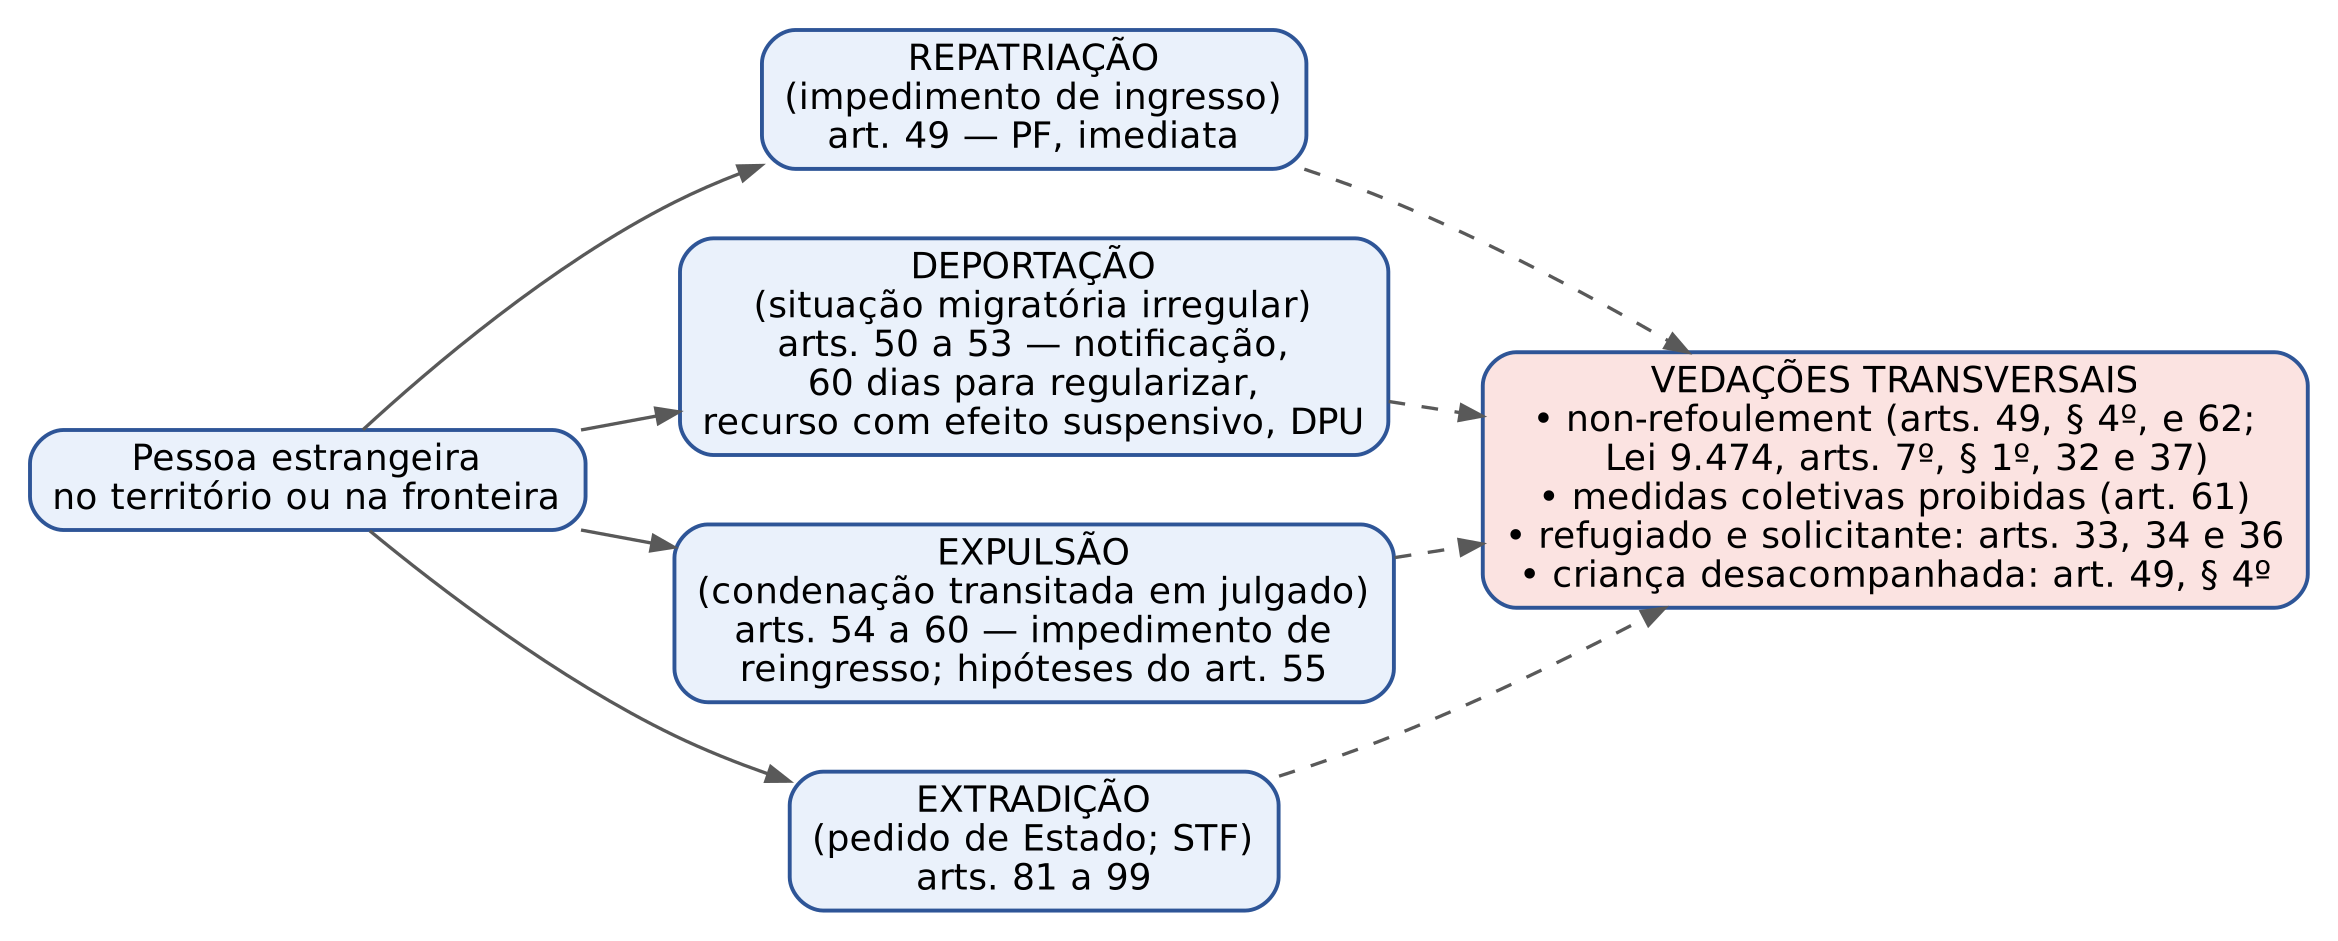 REPATRIAÇÃO
(impedimento de ingresso)
art. 49 — PF, imediata
DEPORTAÇÃO
(situação migratória irregular)
arts. 50 a 53 — notificação,
60 dias para regularizar,
recurso com efeito suspensivo, DPU
Pessoa estrangeira
no território ou na fronteira
EXPULSÃO
(condenação transitada em julgado)
arts. 54 a 60 — impedimento de
reingresso; hipóteses do art. 55
EXTRADIÇÃO
(pedido de Estado; STF)
arts. 81 a 99
VEDAÇÕES TRANSVERSAIS
• non-refoulement (arts. 49, § 4º, e 62;
Lei 9.474, arts. 7º, § 1º, 32 e 37)
• medidas coletivas proibidas (art. 61)
• refugiado e solicitante: arts. 33, 34 e 36
• criança desacompanhada: art. 49, § 4º